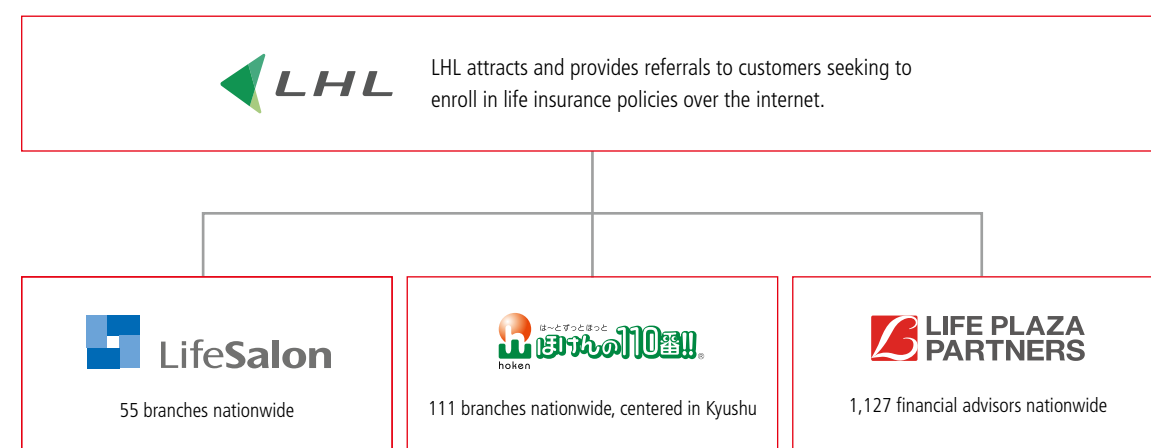 LHL
LHL attracts and provides referrals to customers seeking to
enroll in life insurance policies over the internet.
LifeSalon
55 branches nationwide
h
hoken
は〜とずっとほっと
ほけんの110番!!®
111 branches nationwide, centered in Kyushu
L
LIFE PLAZA
PARTNERS
1,127 financial advisors nationwide